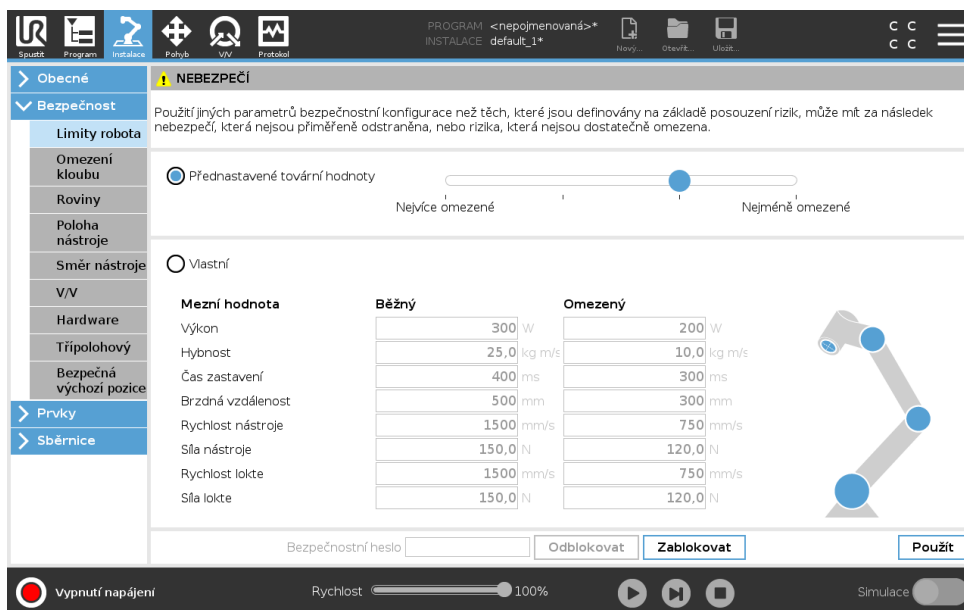 PROGRAM <nepojmenovaná>*
INSTALACE default_1*
Spustit Program Instalace Pohyb V/V Protokol Nový... Otevřít... Uložit...
C C
C C
Obecné
Bezpečnost
Limity robota
Omezení
kloubu
Roviny
Poloha
nástroje
Směr nástroje
V/V
Hardware
Třípolohový
Bezpečná
výchozí pozice
Prvky
Sběrnice
NEBEZPEČÍ
Použití jiných parametrů bezpečnostní konfigurace než těch, které jsou definovány na základě posouzení rizik, může mít za následek
nebezpečí, která nejsou přiměřeně odstraněna, nebo rizika, která nejsou dostatečně omezena.
Přednastavené tovární hodnoty
Nejvíce omezené Nejméně omezené
Vlastní
Mezní hodnota Běžný Omezený
Výkon 300 W 200 W
Hybnost 25,0 kg m/s 10,0 kg m/s
Čas zastavení 400 ms 300 ms
Brzdná vzdálenost 500 mm 300 mm
Rychlost nástroje 1500 mm/s 750 mm/s
Síla nástroje 150,0 N 120,0 N
Rychlost lokte 1500 mm/s 750 mm/s
Síla lokte 150,0 N 120,0 N
Bezpečnostní heslo Odblokovat Zablokovat Použít
Vypnutí napájení Rychlost 100% Simulace